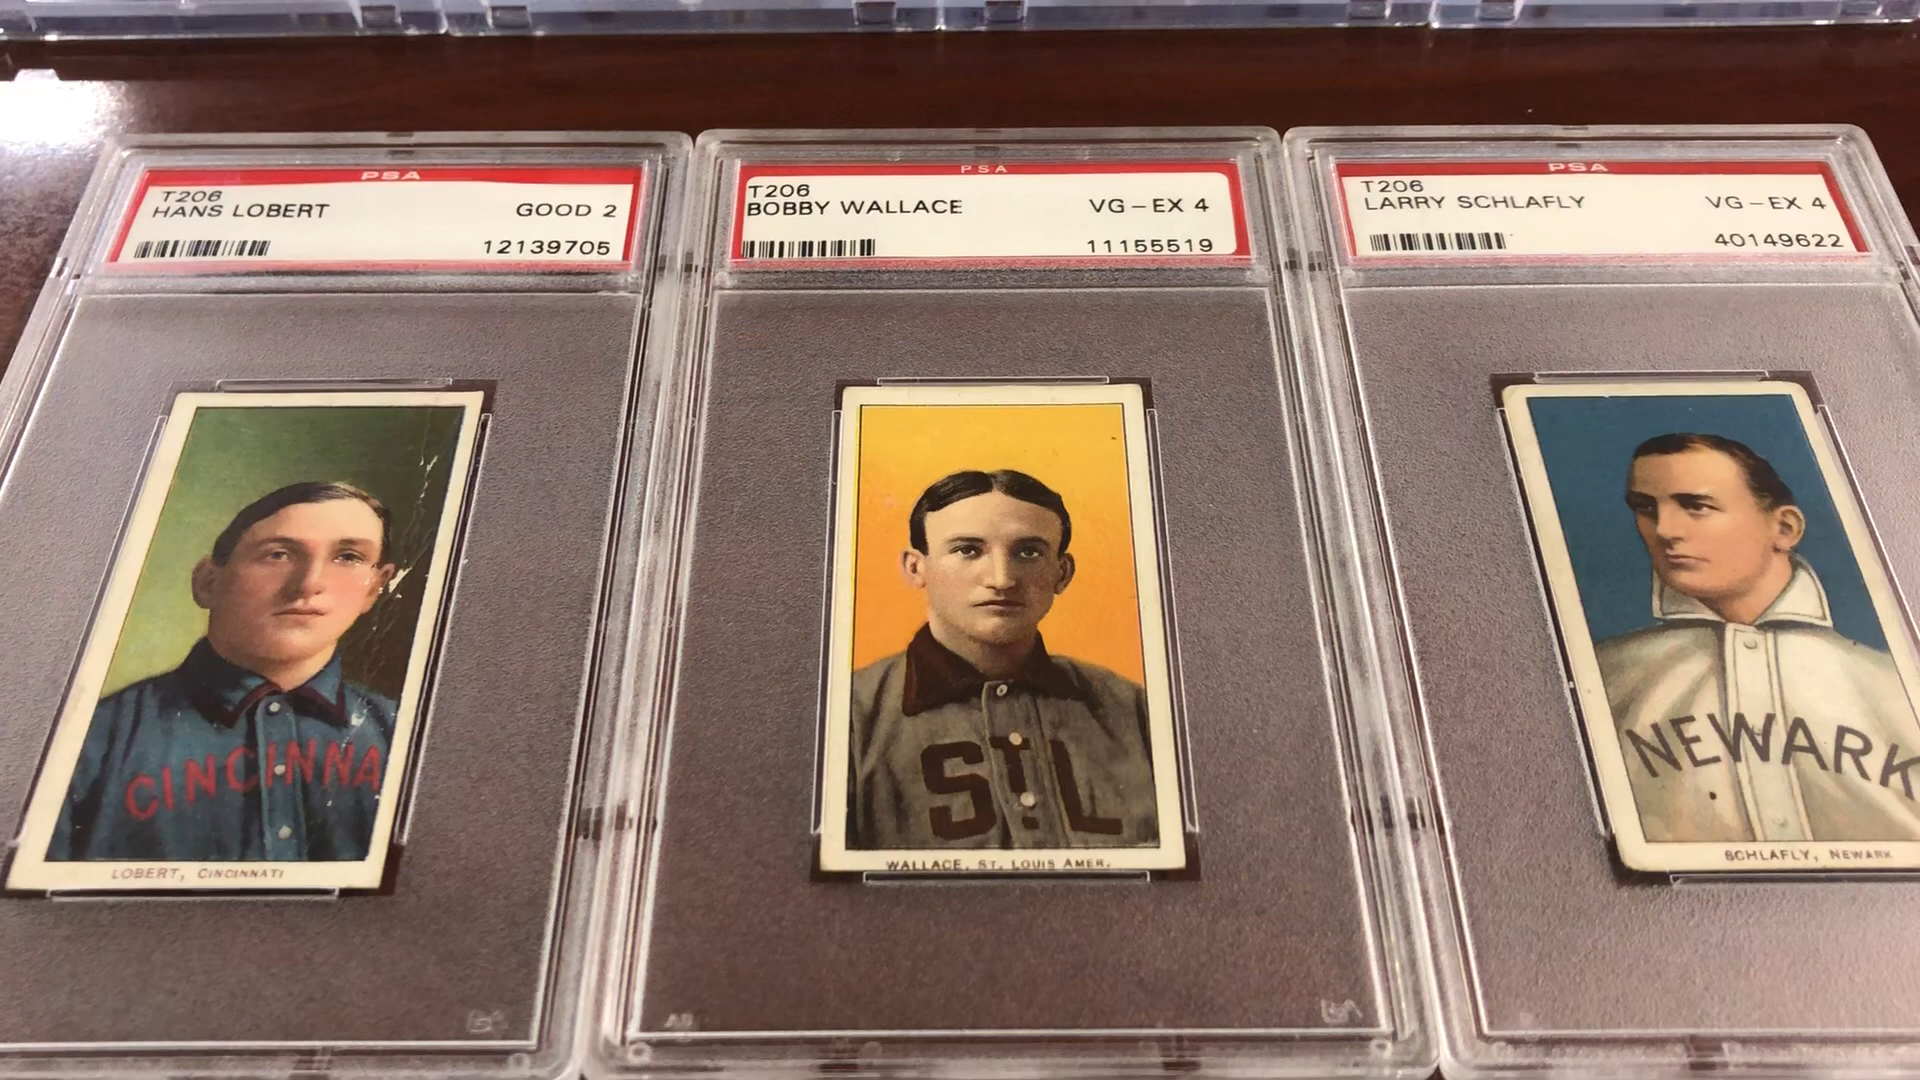 PSA
T206
HANS LOBERT GOOD 2
12139705
CINCINNA
LOBERT, CINCINNATI
PSA
T206
BOBBY WALLACE VG-EX 4
11155519
ST.L
WALLACE, ST. LOUIS AMER.
PSA
T206
LARRY SCHLAFLY VG-EX 4
40149622
NEWARK
SCHLAFLY, NEWARK